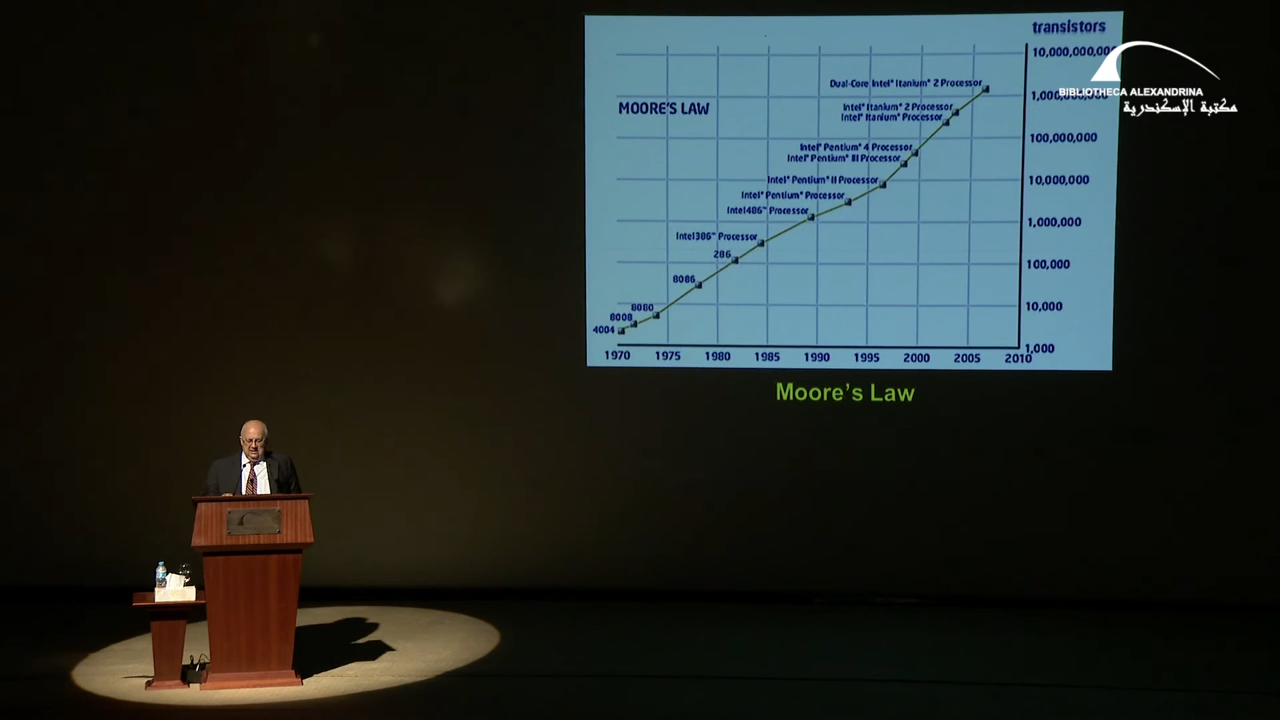 transistors
10,000,000,000
BIBLIOTHECA ALEXANDRINA
مكتبة الإسكندرية
Dual-Core Intel® Itanium® 2 Processor
1,000,000,000
MOORE'S LAW
Intel® Itanium® 2 Processor
Intel® Itanium® Processor
100,000,000
Intel® Pentium® 4 Processor
Intel® Pentium® III Processor
Intel® Pentium® II Processor
10,000,000
Intel® Pentium® Processor
Intel486™ Processor
1,000,000
Intel386™ Processor
286
100,000
8086
8080
10,000
8008
4004
1,000
1970 1975 1980 1985 1990 1995 2000 2005 2010
Moore's Law